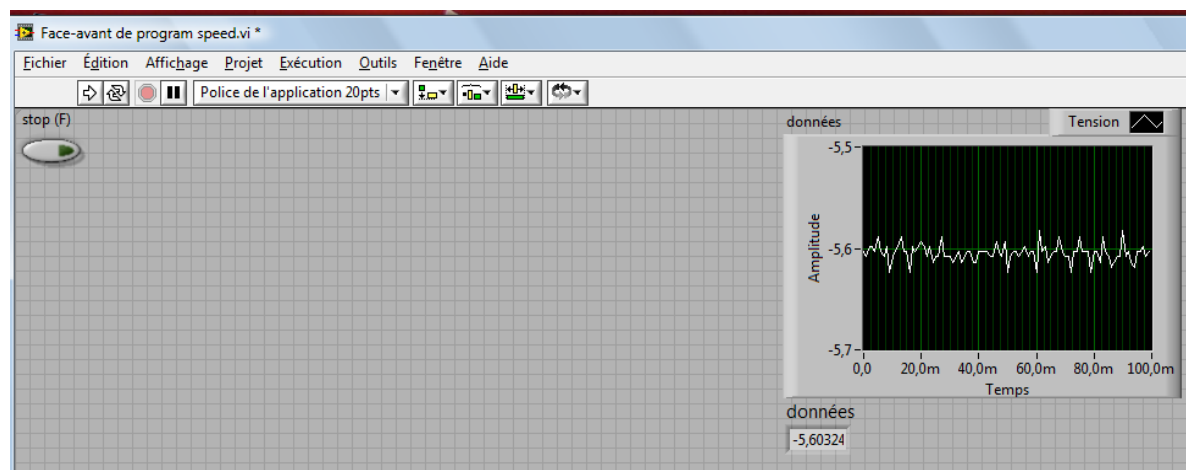 Face-avant de program speed.vi *
Fichier Édition Affichage Projet Exécution Outils Fenêtre Aide
Police de l'application 20pts
stop (F)
données
Tension
-5,5
-5,6
-5,7
Amplitude
0,0 20,0m 40,0m 60,0m 80,0m 100,0m
Temps
données
-5,60324